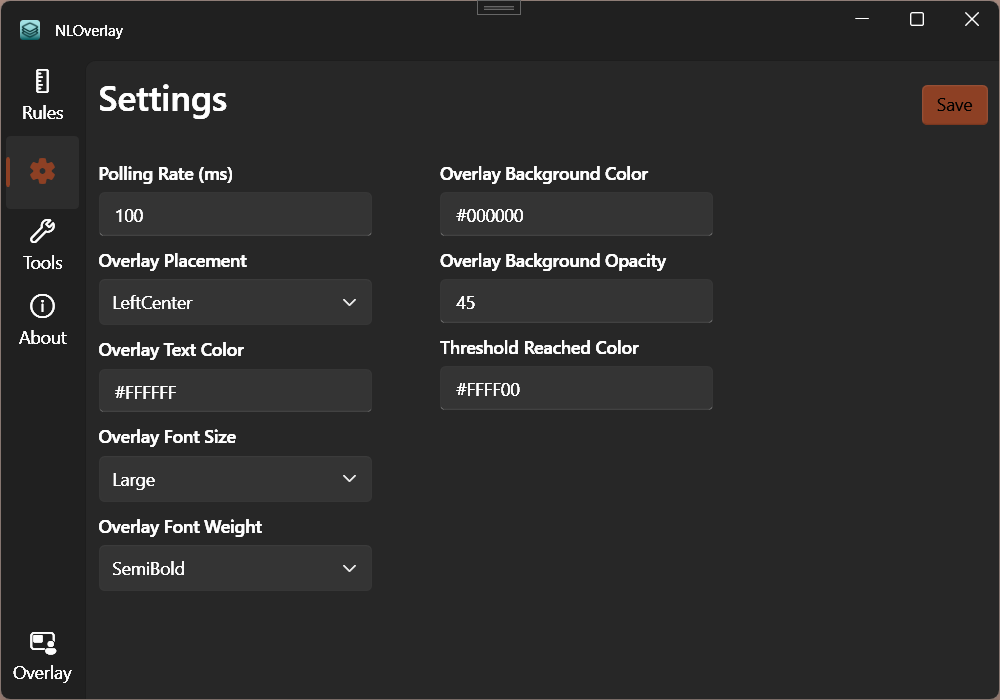 NLOverlay
Rules
Tools
About
Overlay
Settings
Save
Polling Rate (ms)
100
Overlay Placement
LeftCenter
Overlay Text Color
#FFFFFF
Overlay Font Size
Large
Overlay Font Weight
SemiBold
Overlay Background Color
#000000
Overlay Background Opacity
45
Threshold Reached Color
#FFFF00